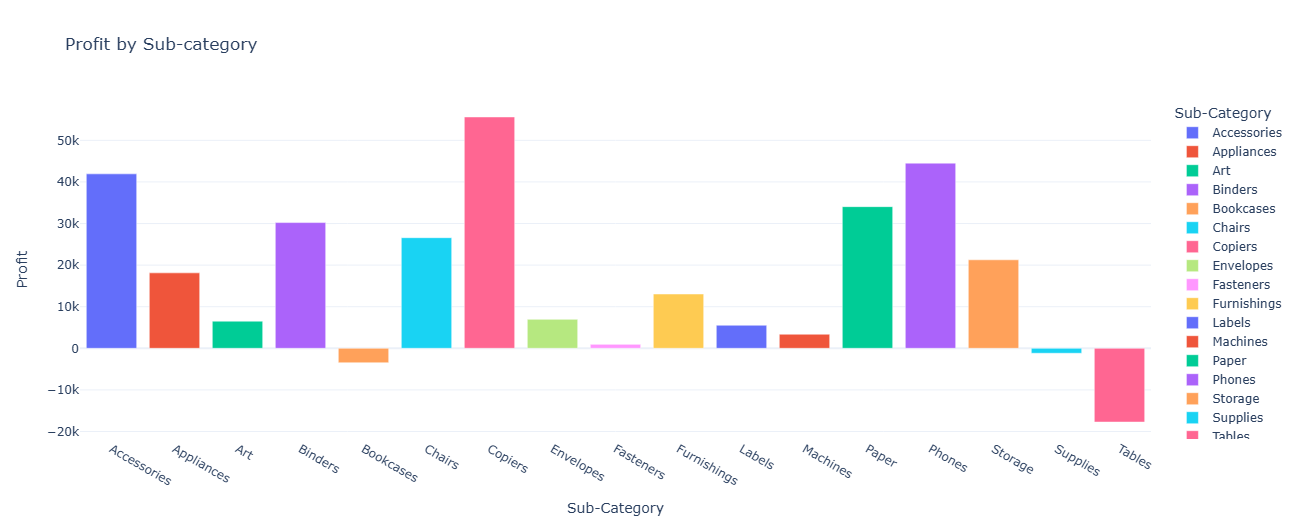 Profit by Sub-category
Sub-Category
Accessories
Appliances
Art
Binders
Bookcases
Chairs
Copiers
Envelopes
Fasteners
Furnishings
Labels
Machines
Paper
Phones
Storage
Supplies
Tables
50k
40k
30k
20k
10k
0
−10k
−20k
Profit
Accessories
Appliances
Art
Binders
Bookcases
Chairs
Copiers
Envelopes
Fasteners
Furnishings
Labels
Machines
Paper
Phones
Storage
Supplies
Tables
Sub-Category